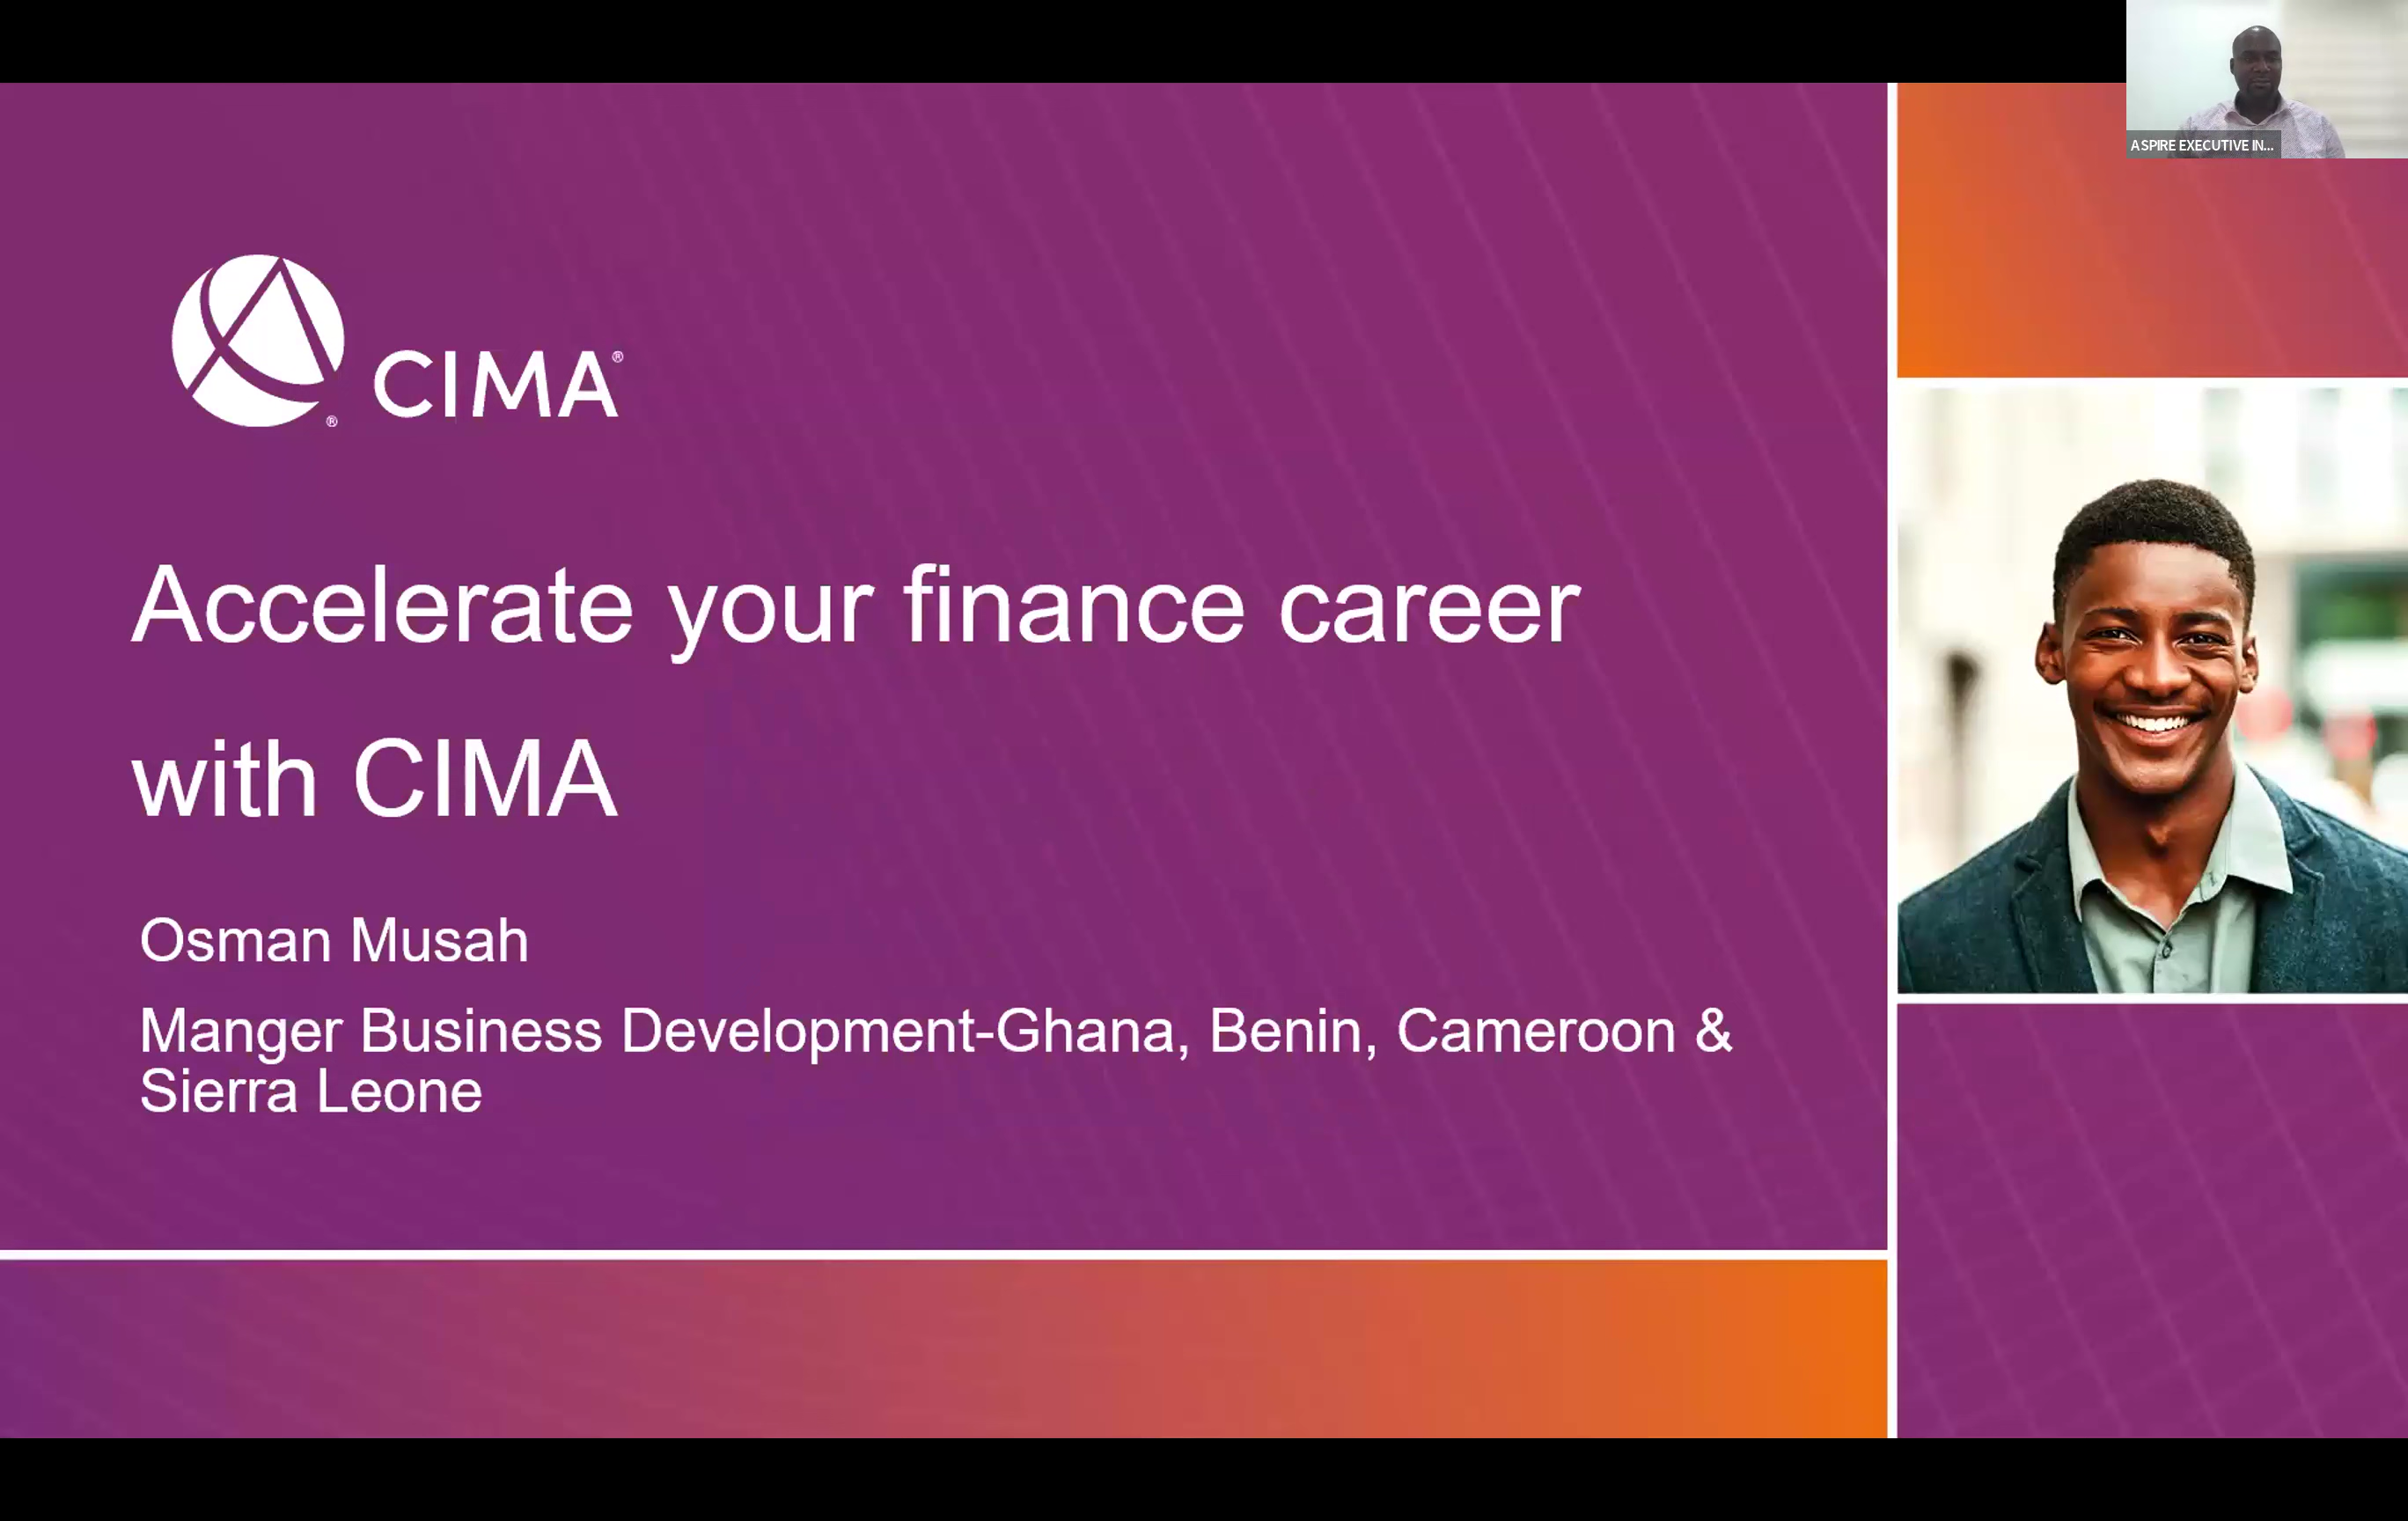 ASPIRE EXECUTIVE IN...
CIMA®
®
Accelerate your finance career
with CIMA
Osman Musah
Manger Business Development-Ghana, Benin, Cameroon &
Sierra Leone